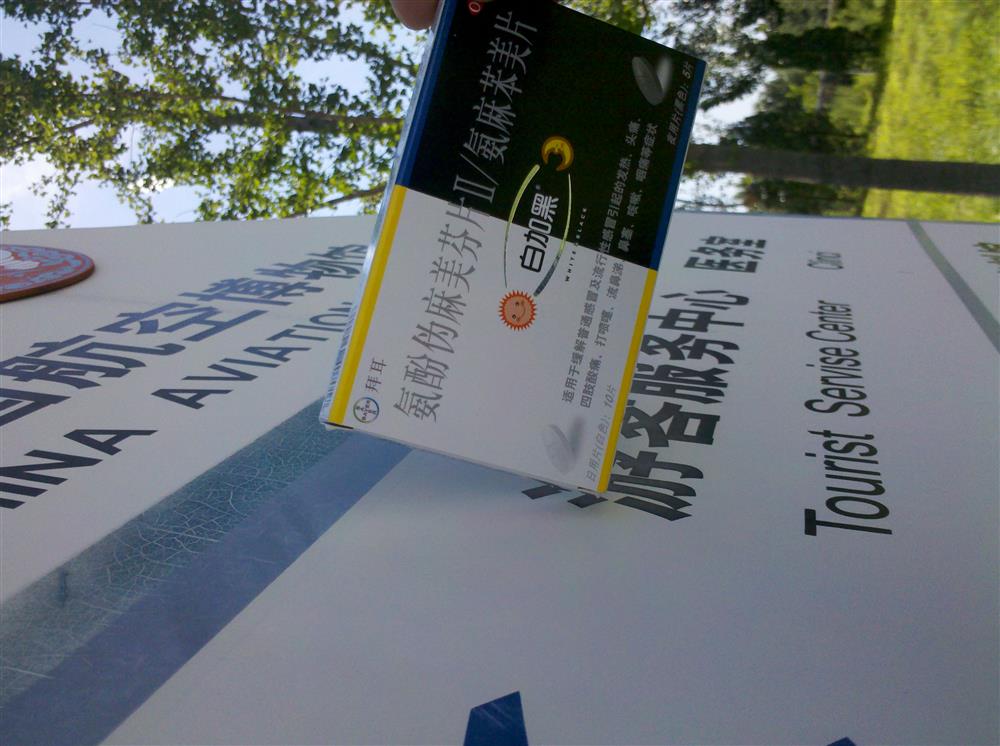 拜耳
BAYER
氨酚伪麻美芬片II/氨麻苯美片
白加黑®
WHITE BLACK
适用于缓解普通感冒及流行性感冒引起的发热、头痛、
四肢酸痛、打喷嚏、流鼻涕、鼻塞、咳嗽、咽痛等症状
日用片(白色): 10片
夜用片(黑色): 5片
国航空博物馆
HINA AVIATION
游客服务中心
医务室
Tourist Servise Center
Clinc